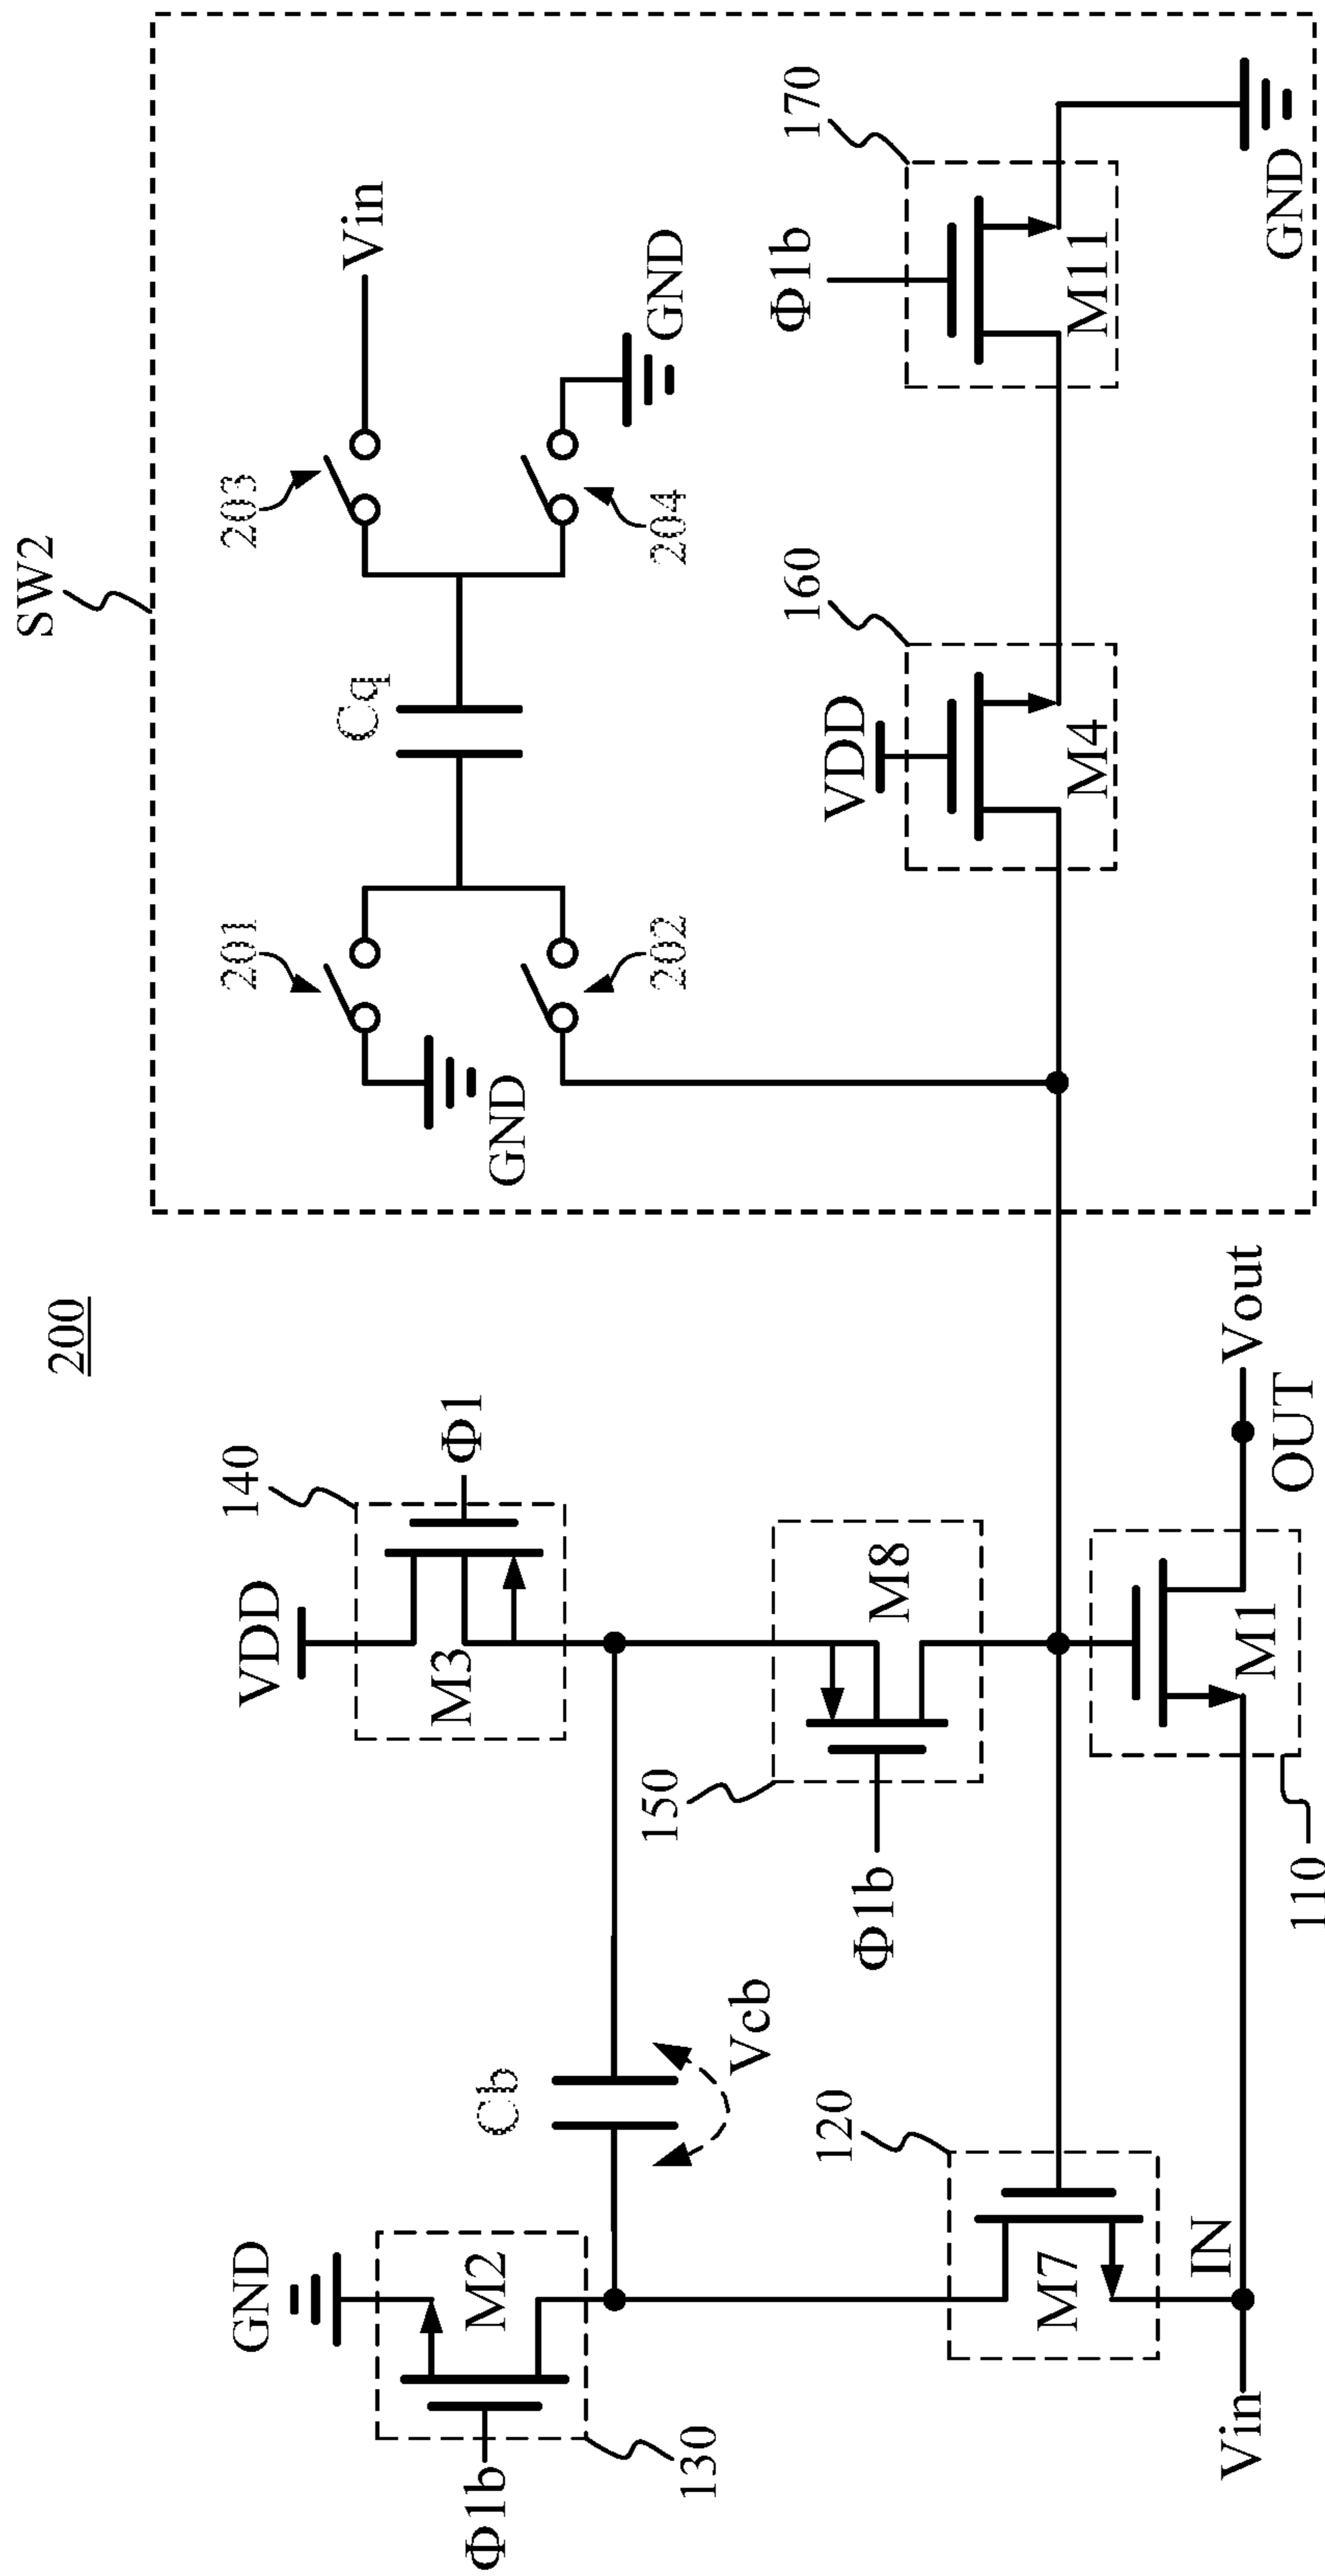 200
SW2
GND
VDD
203
Vin
201
140
Cq
Φ1b
M2
Cb
M3
Φ1
GND
202
204
GND
130
Vcb
150
M8
VDD
160
Φ1b
170
120
Φ1b
M7
M4
M11
IN
M1
Vin
Vout
OUT
GND
110